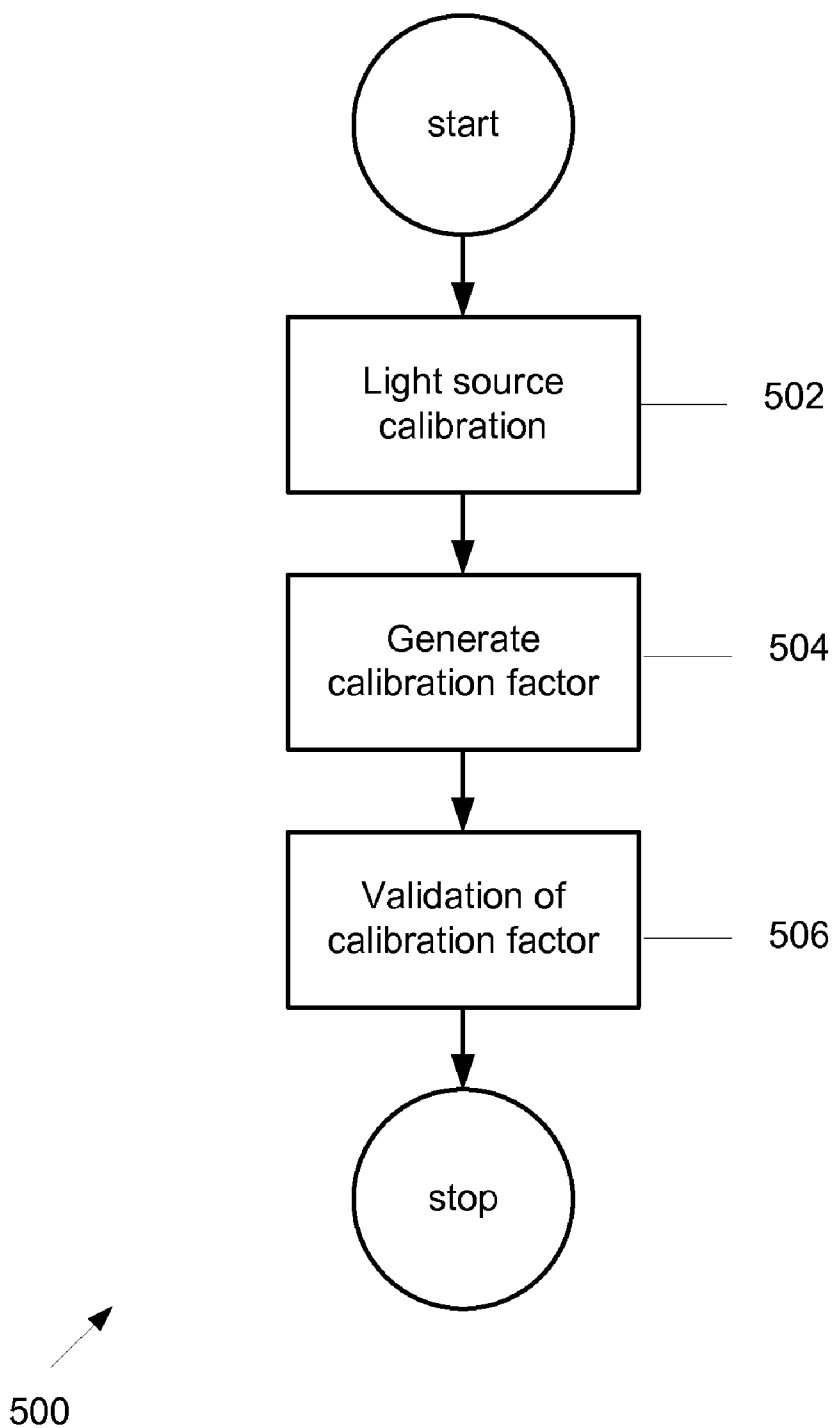 start
Light source
calibration
502
Generate
calibration factor
504
Validation of
calibration factor
506
stop
500